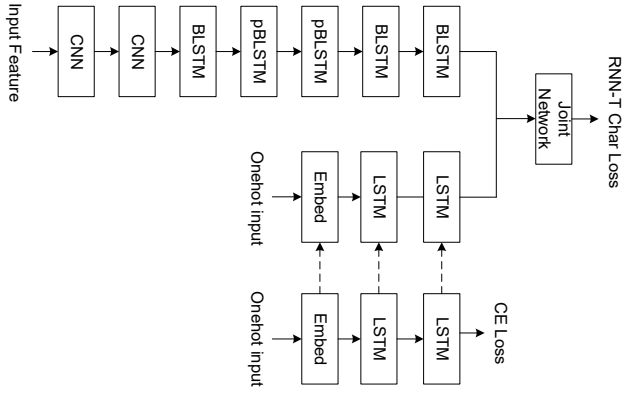 RNN-T Char Loss
Joint
Network
BLSTM
BLSTM
pBLSTM
pBLSTM
BLSTM
CNN
CNN
Input Feature
LSTM
LSTM
Embed
Onehot input
CE Loss
LSTM
LSTM
Embed
Onehot input